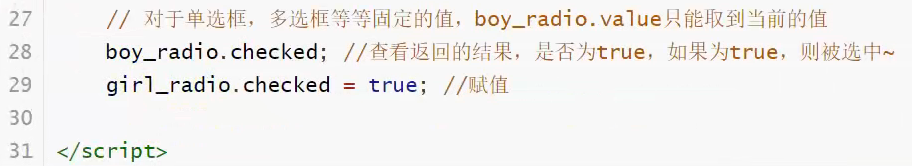 27 // 对于单选框，多选框等等固定的值，boy_radio.value只能取到当前的值
28 boy_radio.checked; //查看返回的结果，是否为true，如果为true，则被选中~
29 girl_radio.checked = true; //赋值
30
31 </script>